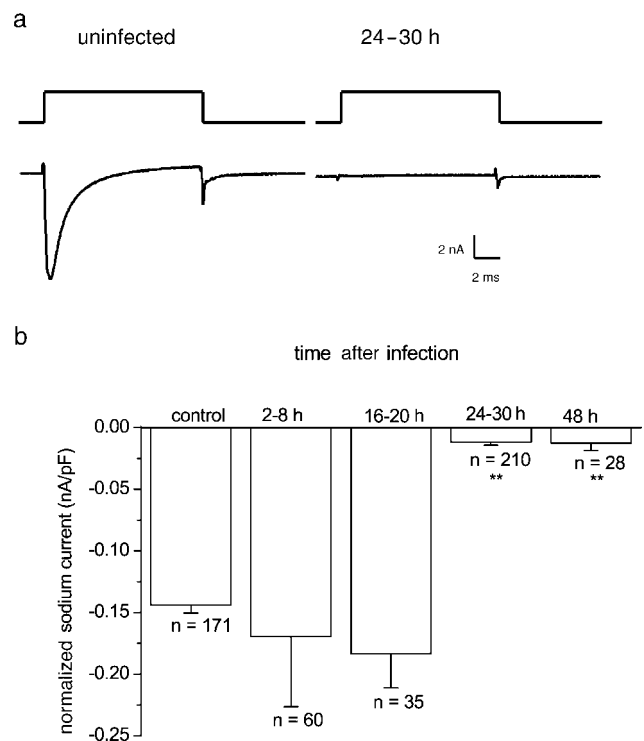 a
uninfected
24–30 h
2 nA
2 ms
b
time after infection
control
2-8 h
16-20 h
24-30 h
48 h
0.00
-0.05
-0.10
-0.15
-0.20
-0.25
normalized sodium current (nA/pF)
n = 171
n = 60
n = 35
n = 210
**
n = 28
**